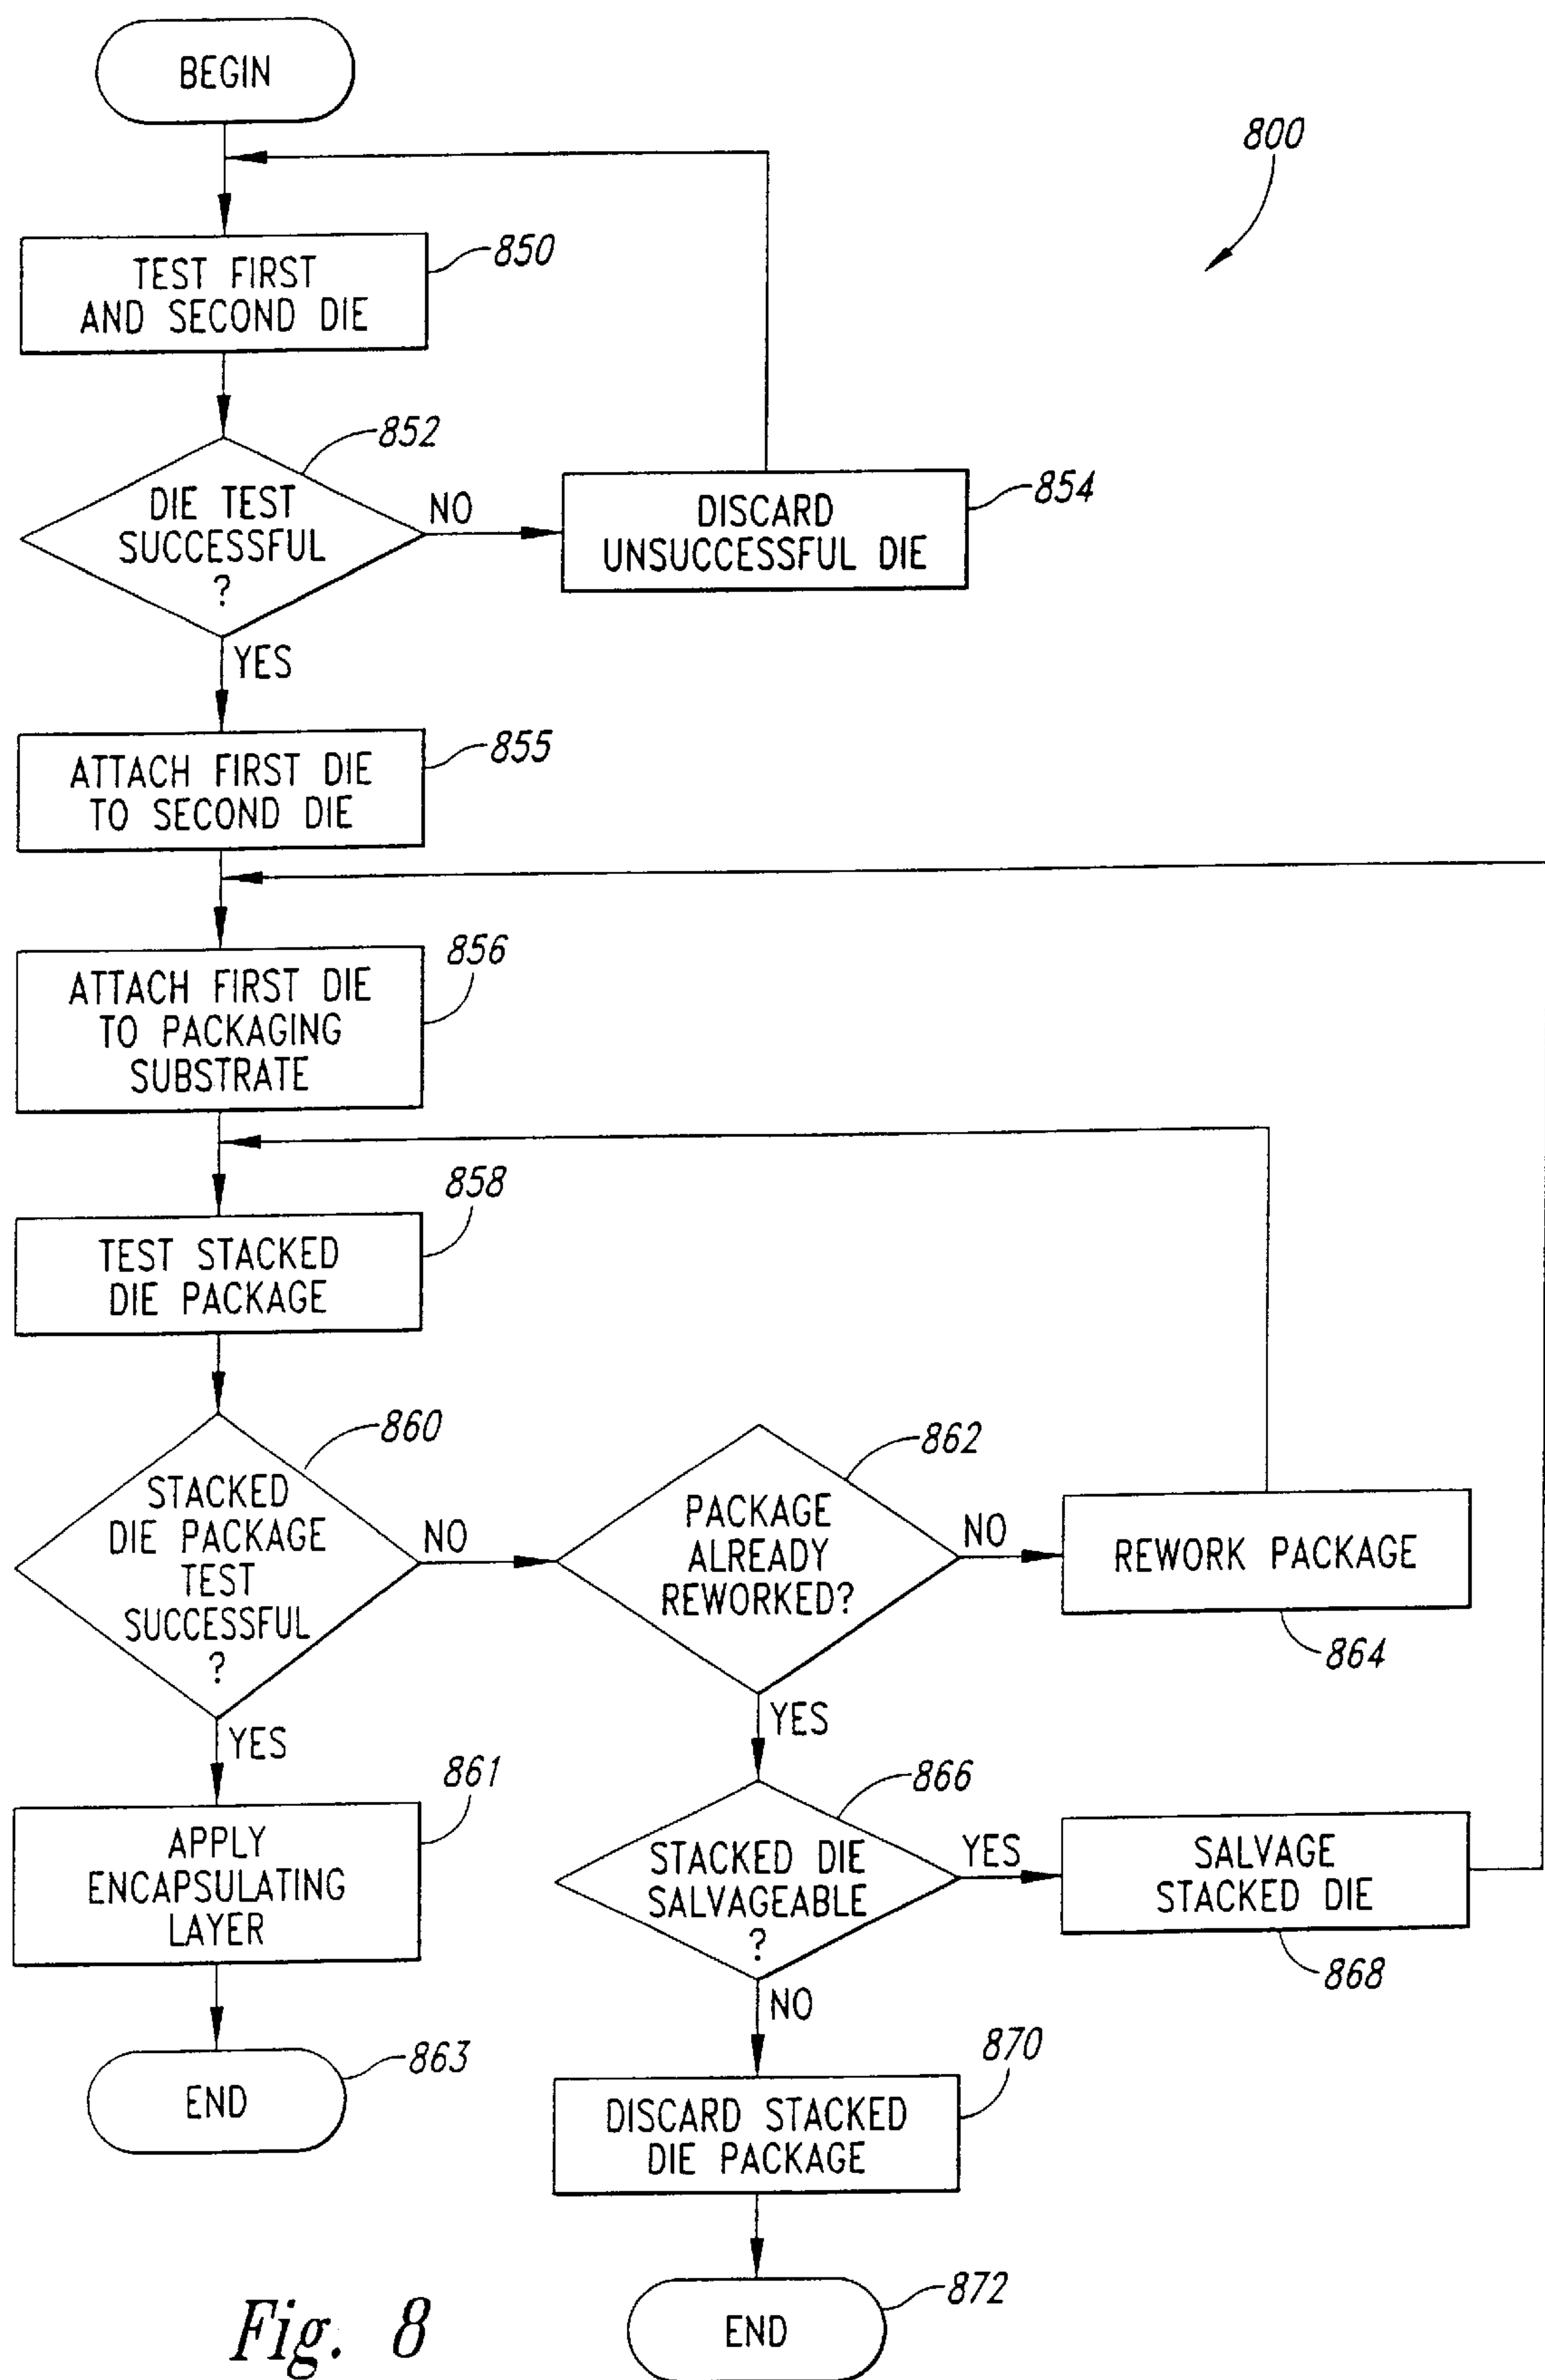 BEGIN
800
TEST FIRST
AND SECOND DIE
850
852
DIE TEST
SUCCESSFUL
?
NO
DISCARD
UNSUCCESSFUL DIE
854
YES
ATTACH FIRST DIE
TO SECOND DIE
855
ATTACH FIRST DIE
TO PACKAGING
SUBSTRATE
856
TEST STACKED
DIE PACKAGE
858
STACKED
DIE PACKAGE
TEST
SUCCESSFUL
?
860
NO
PACKAGE
ALREADY
REWORKED?
862
NO
REWORK PACKAGE
864
YES
YES
APPLY
ENCAPSULATING
LAYER
861
STACKED DIE
SALVAGEABLE
?
866
YES
SALVAGE
STACKED DIE
868
NO
END
863
DISCARD STACKED
DIE PACKAGE
870
END
872
Fig. 8